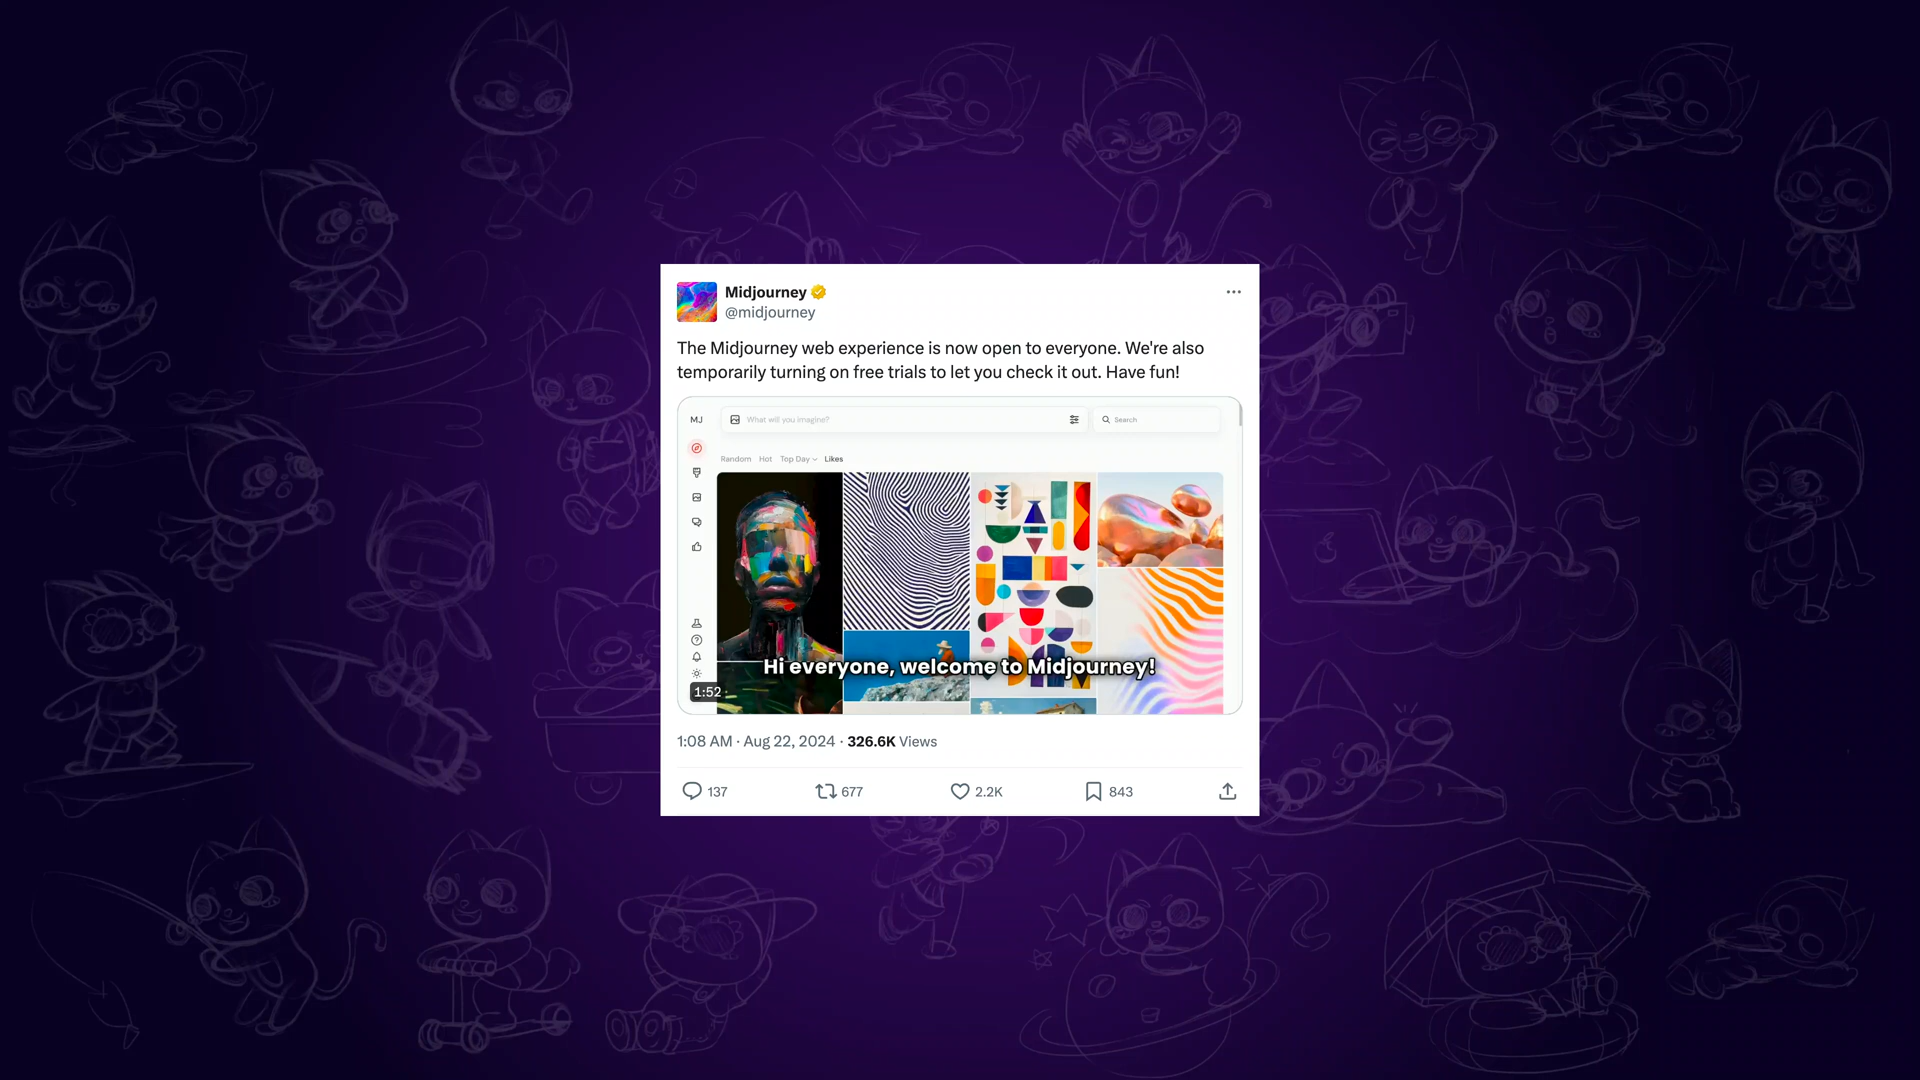 Midjourney
@midjourney
The Midjourney web experience is now open to everyone. We're also
temporarily turning on free trials to let you check it out. Have fun!
MJ
What will you imagine?
Search
Random Hot Top Day Likes
Hi everyone, welcome to Midjourney!
1:52
1:08 AM · Aug 22, 2024 · 326.6K Views
137 677 2.2K 843